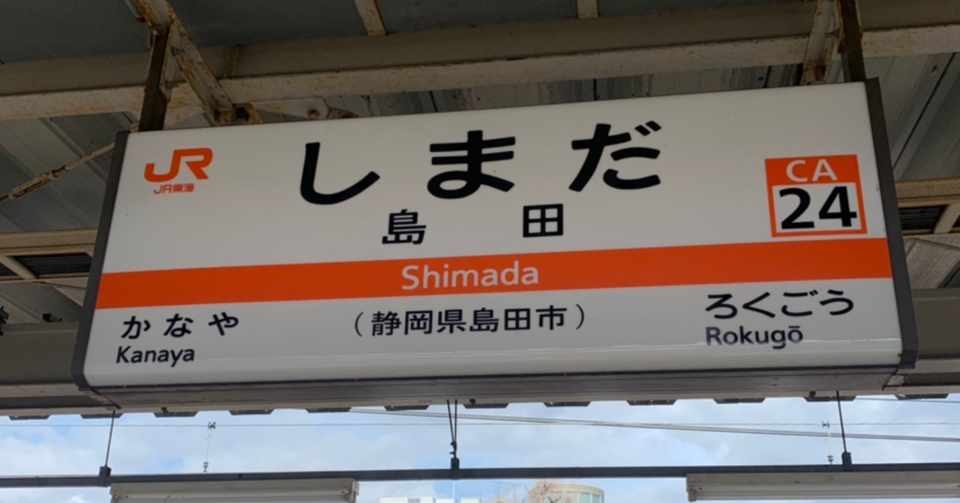 JR
JR東海
しまだ
CA
24
島田
Shimada
かなや
Kanaya
（静岡県島田市）
ろくごう
Rokugō